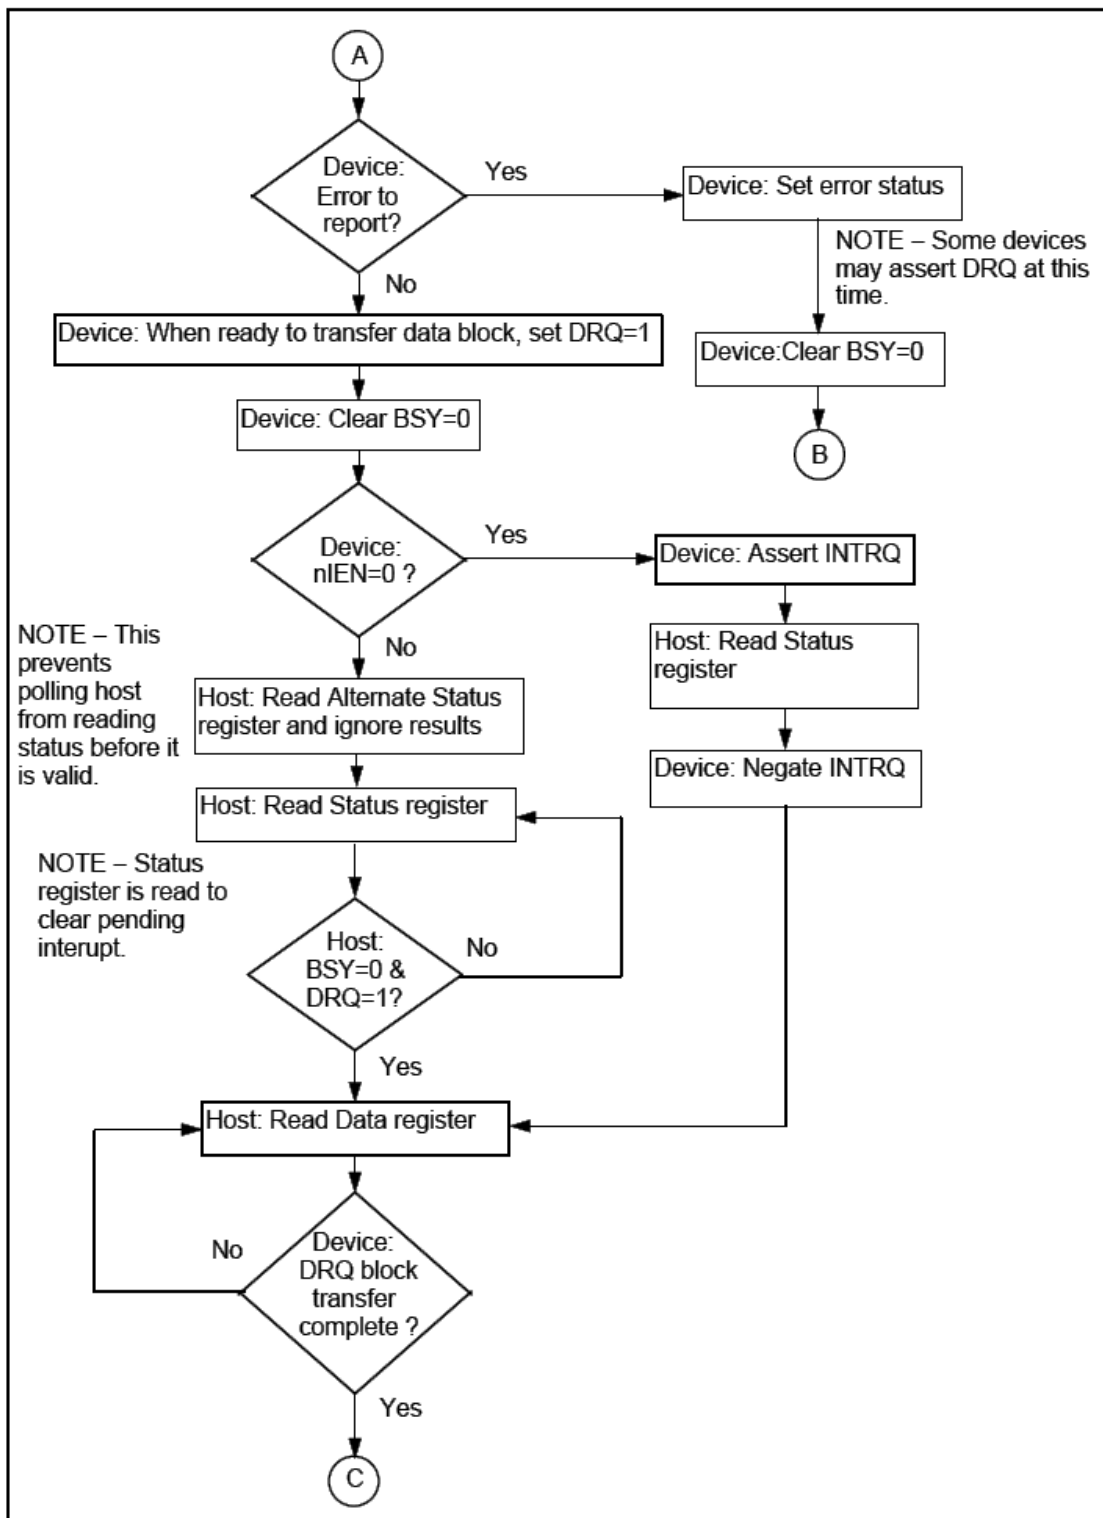 A
Device:
Error to
report?
Yes
Device: Set error status
NOTE – Some devices
may assert DRQ at this
time.
No
Device: When ready to transfer data block, set DRQ=1
Device:Clear BSY=0
Device: Clear BSY=0
B
Device:
nIEN=0 ?
Yes
Device: Assert INTRQ
No
Host: Read Status
register
NOTE – This
prevents
polling host
from reading
status before it
is valid.
Host: Read Alternate Status
register and ignore results
Device: Negate INTRQ
Host: Read Status register
NOTE – Status
register is read to
clear pending
interupt.
Host:
BSY=0 &
DRQ=1?
No
Yes
Host: Read Data register
Device:
DRQ block
transfer
complete ?
No
Yes
C